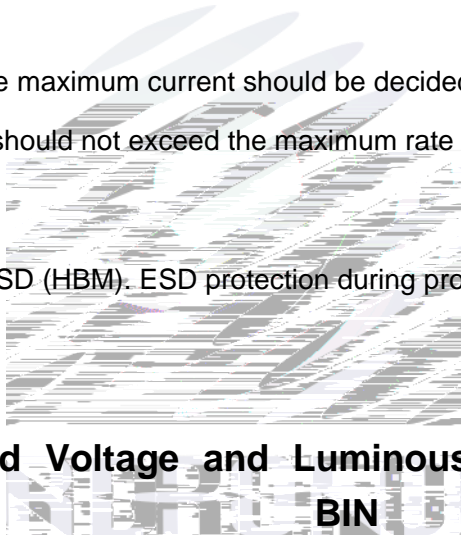 e maximum current should be decided
should not exceed the maximum rate
SD (HBM). ESD protection during pro
d Voltage and Luminous
BIN